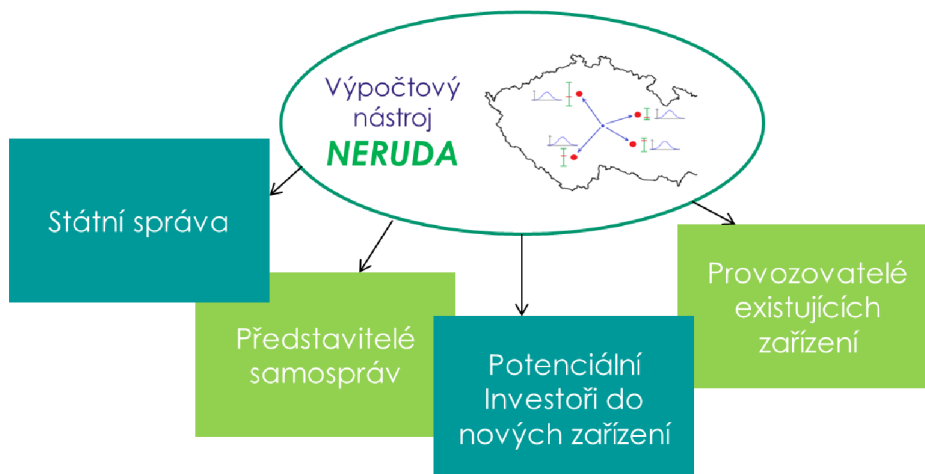 Výpočtový
nástroj
NERUDA
Státní správa
Představitelé
samospráv
Potenciální
Investoři do
nových zařízení
Provozovatelé
existujících
zařízení